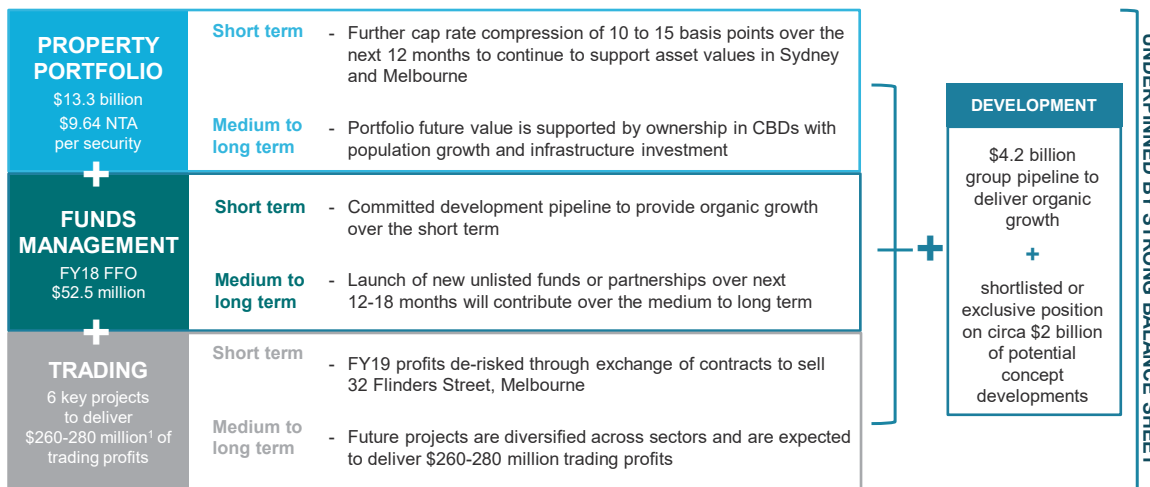 PROPERTY
PORTFOLIO
$13.3 billion
$9.64 NTA
per security
Short term
- Further cap rate compression of 10 to 15 basis points over the
next 12 months to continue to support asset values in Sydney
and Melbourne
Medium to
long term
- Portfolio future value is supported by ownership in CBDs with
population growth and infrastructure investment
+
FUNDS
MANAGEMENT
FY18 FFO
$52.5 million
Short term
- Committed development pipeline to provide organic growth
over the short term
Medium to
long term
- Launch of new unlisted funds or partnerships over next
12-18 months will contribute over the medium to long term
+
TRADING
6 key projects
to deliver
$260-280 million¹ of
trading profits
Short term
- FY19 profits de-risked through exchange of contracts to sell
32 Flinders Street, Melbourne
Medium to
long term
- Future projects are diversified across sectors and are expected
to deliver $260-280 million trading profits
+
DEVELOPMENT
$4.2 billion
group pipeline to
deliver organic
growth
+
shortlisted or
exclusive position
on circa $2 billion
of potential
concept
developments
UNDERPINNED BY STRONG BALANCE SHEET